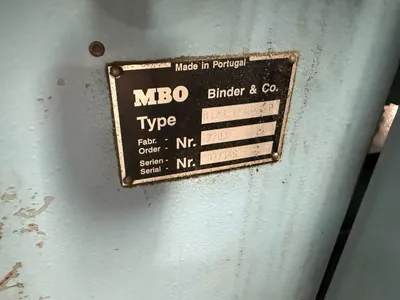 Made in Portugal
MBO Binder & Co.
Type
Fabr. - Order - Nr.
Serien - Serial - Nr.